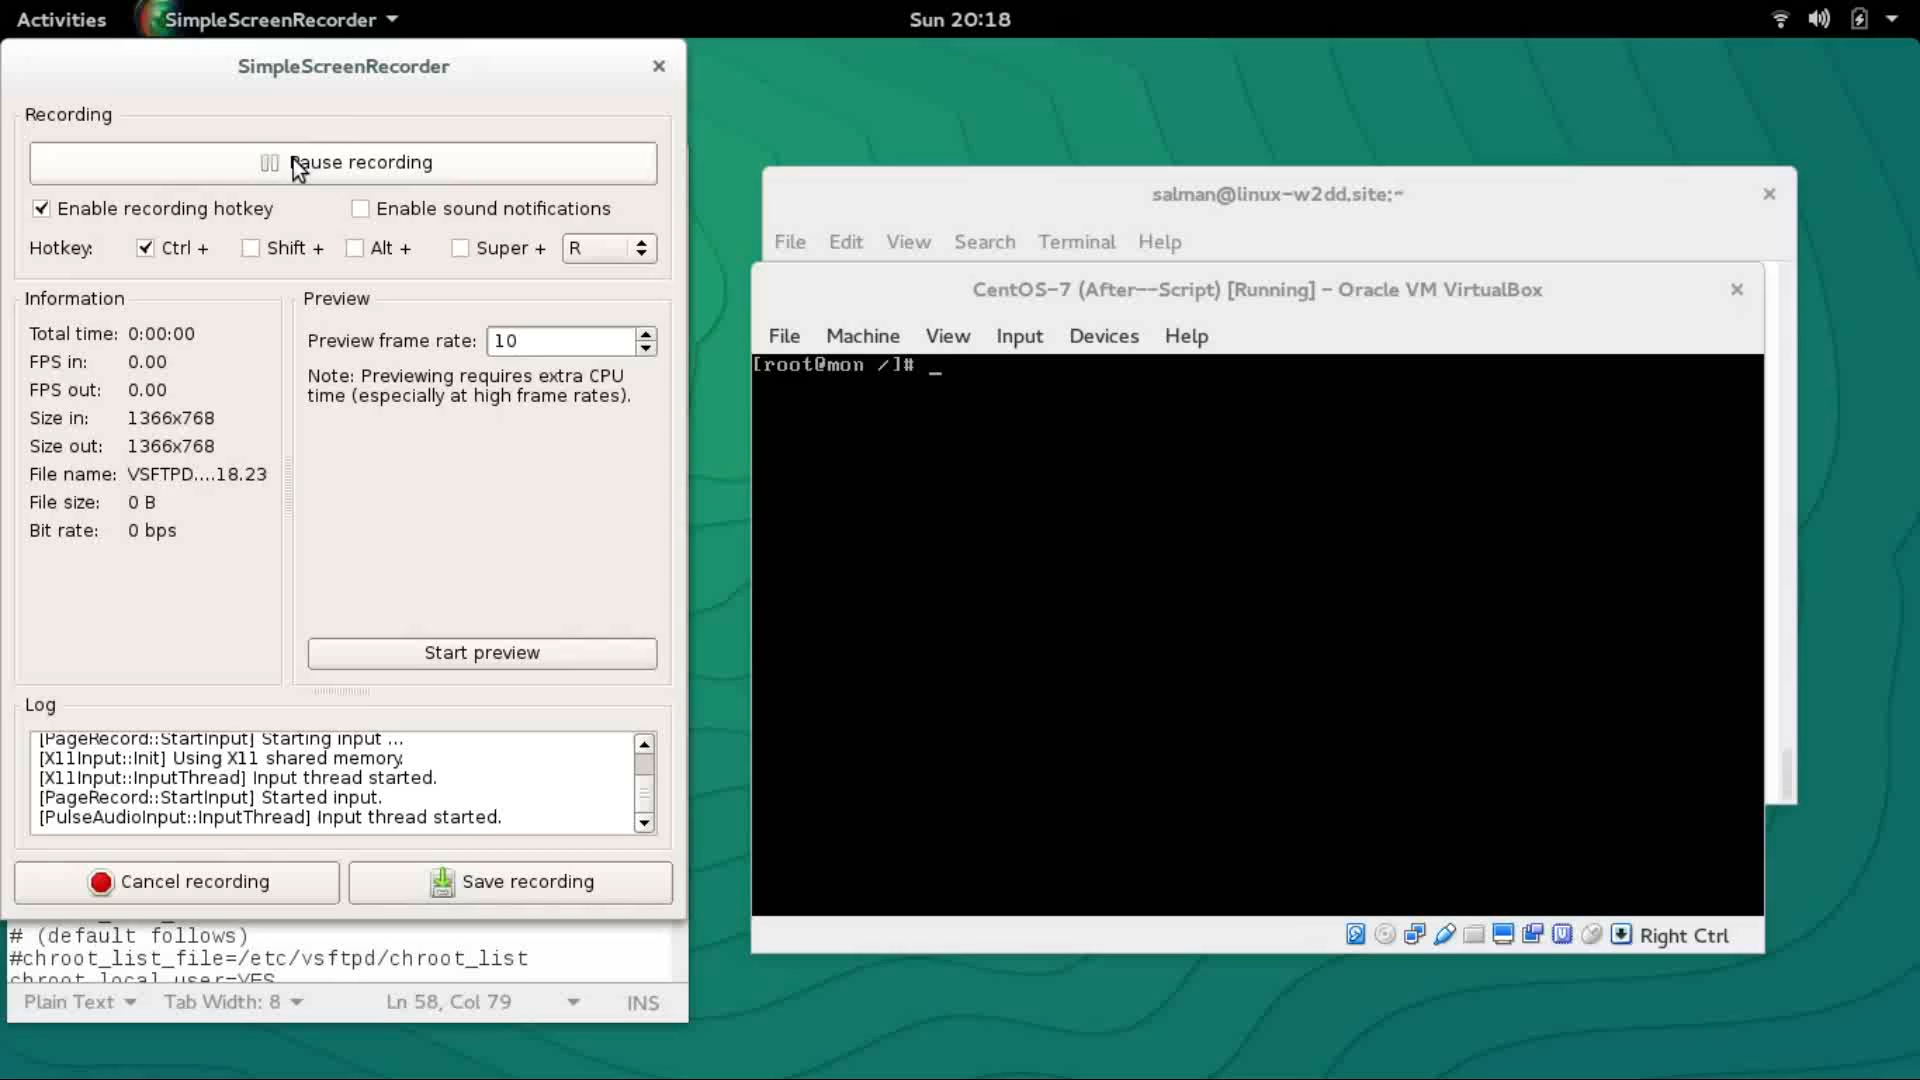 Activities SimpleScreenRecorder Sun 20:18
SimpleScreenRecorder ×
Recording
Pause recording
Enable recording hotkey Enable sound notifications
Hotkey: Ctrl + Shift + Alt + Super + R
Information
Total time: 0:00:00
FPS in: 0.00
FPS out: 0.00
Size in: 1366x768
Size out: 1366x768
File name: VSFTPD....18.23
File size: 0 B
Bit rate: 0 bps
Preview
Preview frame rate: 10
Note: Previewing requires extra CPU
time (especially at high frame rates).
Start preview
Log
[PageRecord::StartInput] Starting input ...
[X11Input::Init] Using X11 shared memory.
[X11Input::InputThread] Input thread started.
[PageRecord::StartInput] Started input.
[PulseAudioInput::InputThread] Input thread started.
Cancel recording Save recording
# (default follows)
#chroot_list_file=/etc/vsftpd/chroot_list
chroot_local_user=YES
Plain Text Tab Width: 8 Ln 58, Col 79 INS
salman@linux-w2dd.site:~ ×
File Edit View Search Terminal Help
CentOS-7 (After--Script) [Running] - Oracle VM VirtualBox ×
File Machine View Input Devices Help
[root@mon /]# _
Right Ctrl